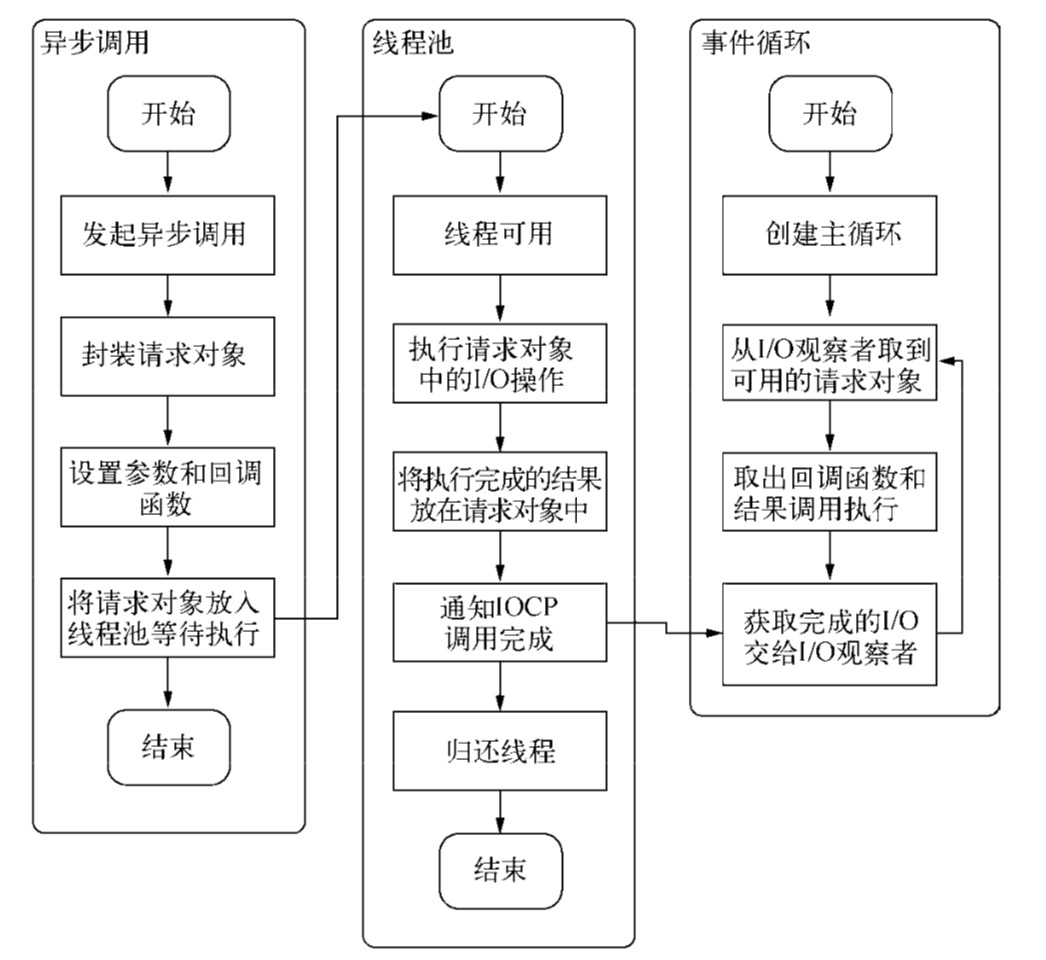 异步调用
开始
发起异步调用
封装请求对象
设置参数和回调
函数
将请求对象放入
线程池等待执行
结束
线程池
开始
线程可用
执行请求对象
中的I/O操作
将执行完成的结果
放在请求对象中
通知IOCP
调用完成
归还线程
结束
事件循环
开始
创建主循环
从I/O观察者取到
可用的请求对象
取出回调函数和
结果调用执行
获取完成的I/O
交给I/O观察者